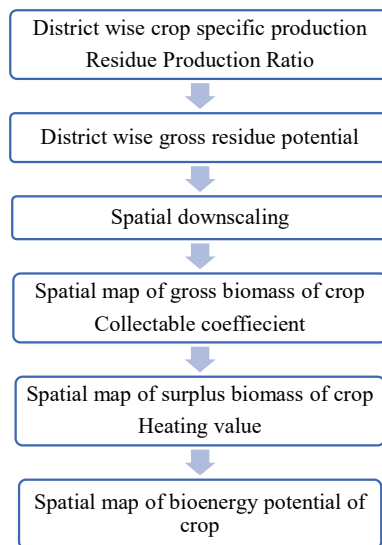 District wise crop specific production
Residue Production Ratio
District wise gross residue potential
Spatial downscaling
Spatial map of gross biomass of crop
Collectable coeffiecient
Spatial map of surplus biomass of crop
Heating value
Spatial map of bioenergy potential of
crop